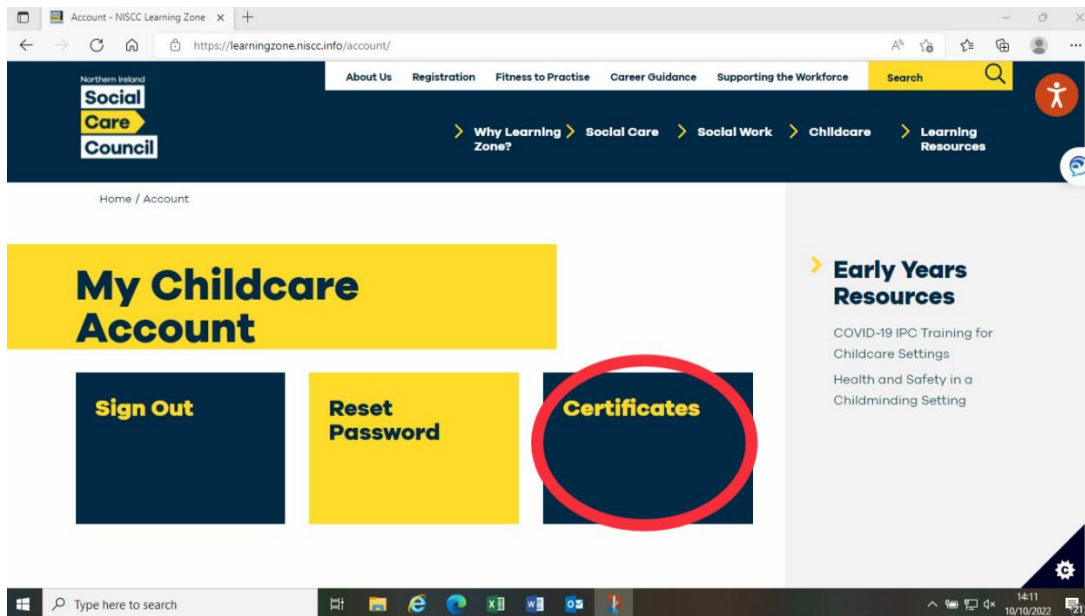 Account - NISCC Learning Zone
https://learningzone.niscc.info/account/
Northern Ireland
Social
Care
Council
About Us Registration Fitness to Practise Career Guidance Supporting the Workforce Search
Why Learning Zone?
Social Care
Social Work
Childcare
Learning Resources
Home / Account
My Childcare
Account
Sign Out
Reset
Password
Certificates
Early Years
Resources
COVID-19 IPC Training for
Childcare Settings
Health and Safety in a
Childminding Setting
Type here to search
14:11
10/10/2022
21